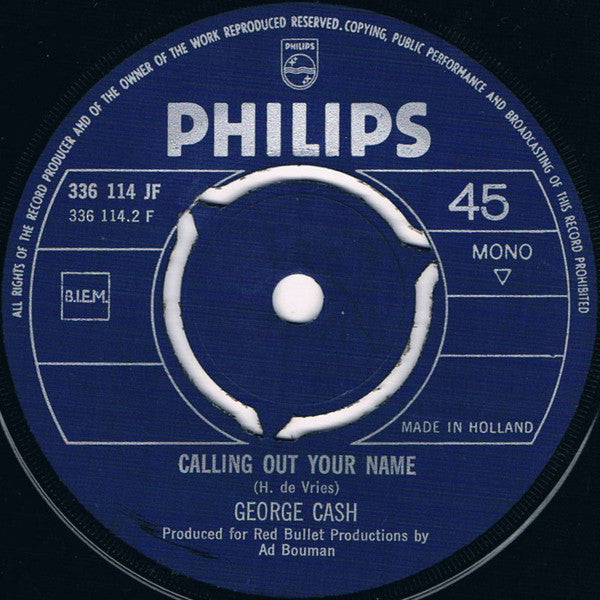 ALL RIGHTS OF THE RECORD PRODUCER AND OF THE OWNER OF THE WORK REPRODUCED RESERVED. COPYING, PUBLIC PERFORMANCE AND BROADCASTING OF THIS RECORD PROHIBITED
PHILIPS
PHILIPS
336 114 JF
336 114.2 F
45
MONO
B.I.E.M.
MADE IN HOLLAND
CALLING OUT YOUR NAME
(H. de Vries)
GEORGE CASH
Produced for Red Bullet Productions by
Ad Bouman